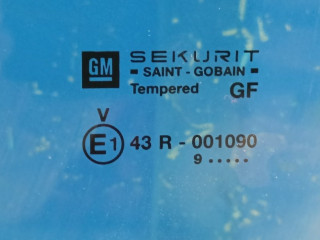 GM
SEKURIT
SAINT-GOBAIN
Tempered GF
V
E1 43 R - 001090
9 .....